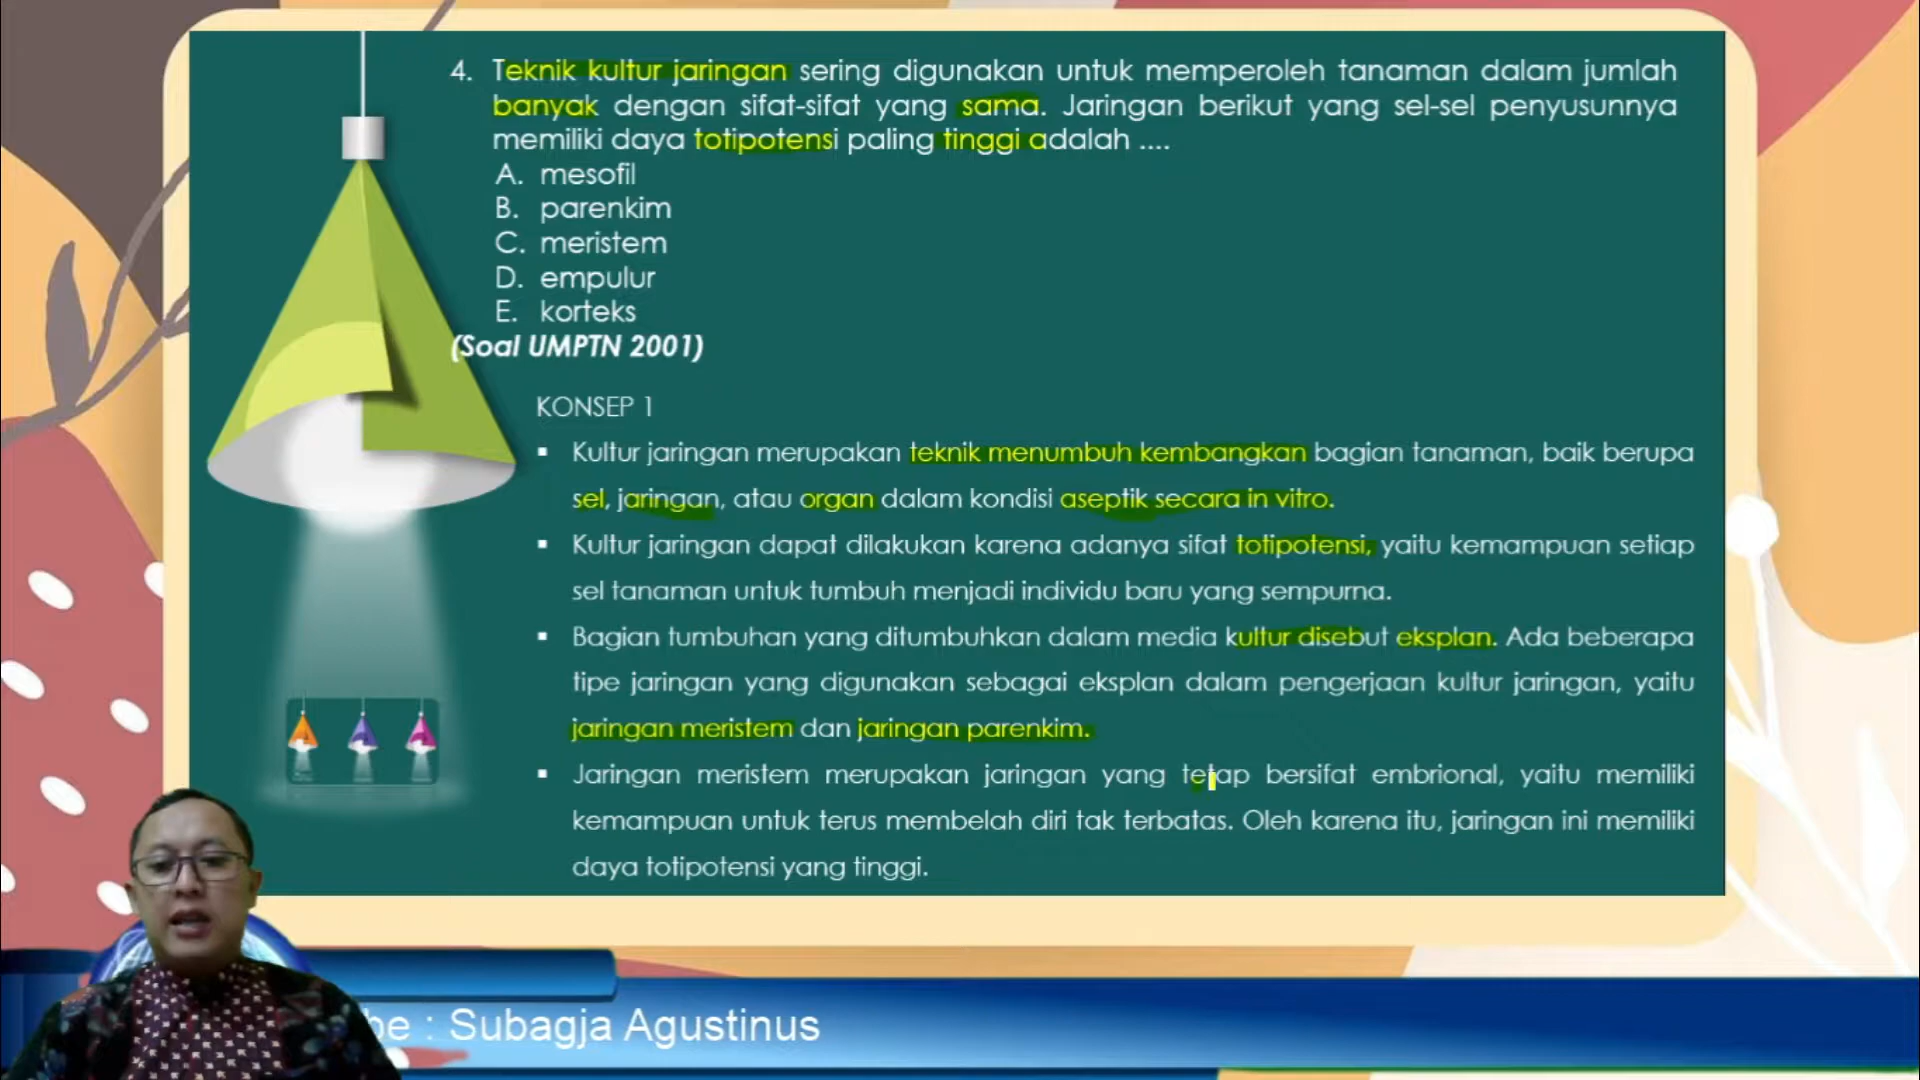 4. Teknik kultur jaringan sering digunakan untuk memperoleh tanaman dalam jumlah
banyak dengan sifat-sifat yang sama. Jaringan berikut yang sel-sel penyusunnya
memiliki daya totipotensi paling tinggi adalah ....
A. mesofil
B. parenkim
C. meristem
D. empulur
E. korteks
(Soal UMPTN 2001)
KONSEP 1
▪ Kultur jaringan merupakan teknik menumbuh kembangkan bagian tanaman, baik berupa
sel, jaringan, atau organ dalam kondisi aseptik secara in vitro.
▪ Kultur jaringan dapat dilakukan karena adanya sifat totipotensi, yaitu kemampuan setiap
sel tanaman untuk tumbuh menjadi individu baru yang sempurna.
▪ Bagian tumbuhan yang ditumbuhkan dalam media kultur disebut eksplan. Ada beberapa
tipe jaringan yang digunakan sebagai eksplan dalam pengerjaan kultur jaringan, yaitu
jaringan meristem dan jaringan parenkim.
▪ Jaringan meristem merupakan jaringan yang tetap bersifat embrional, yaitu memiliki
kemampuan untuk terus membelah diri tak terbatas. Oleh karena itu, jaringan ini memiliki
daya totipotensi yang tinggi.
be : Subagja Agustinus